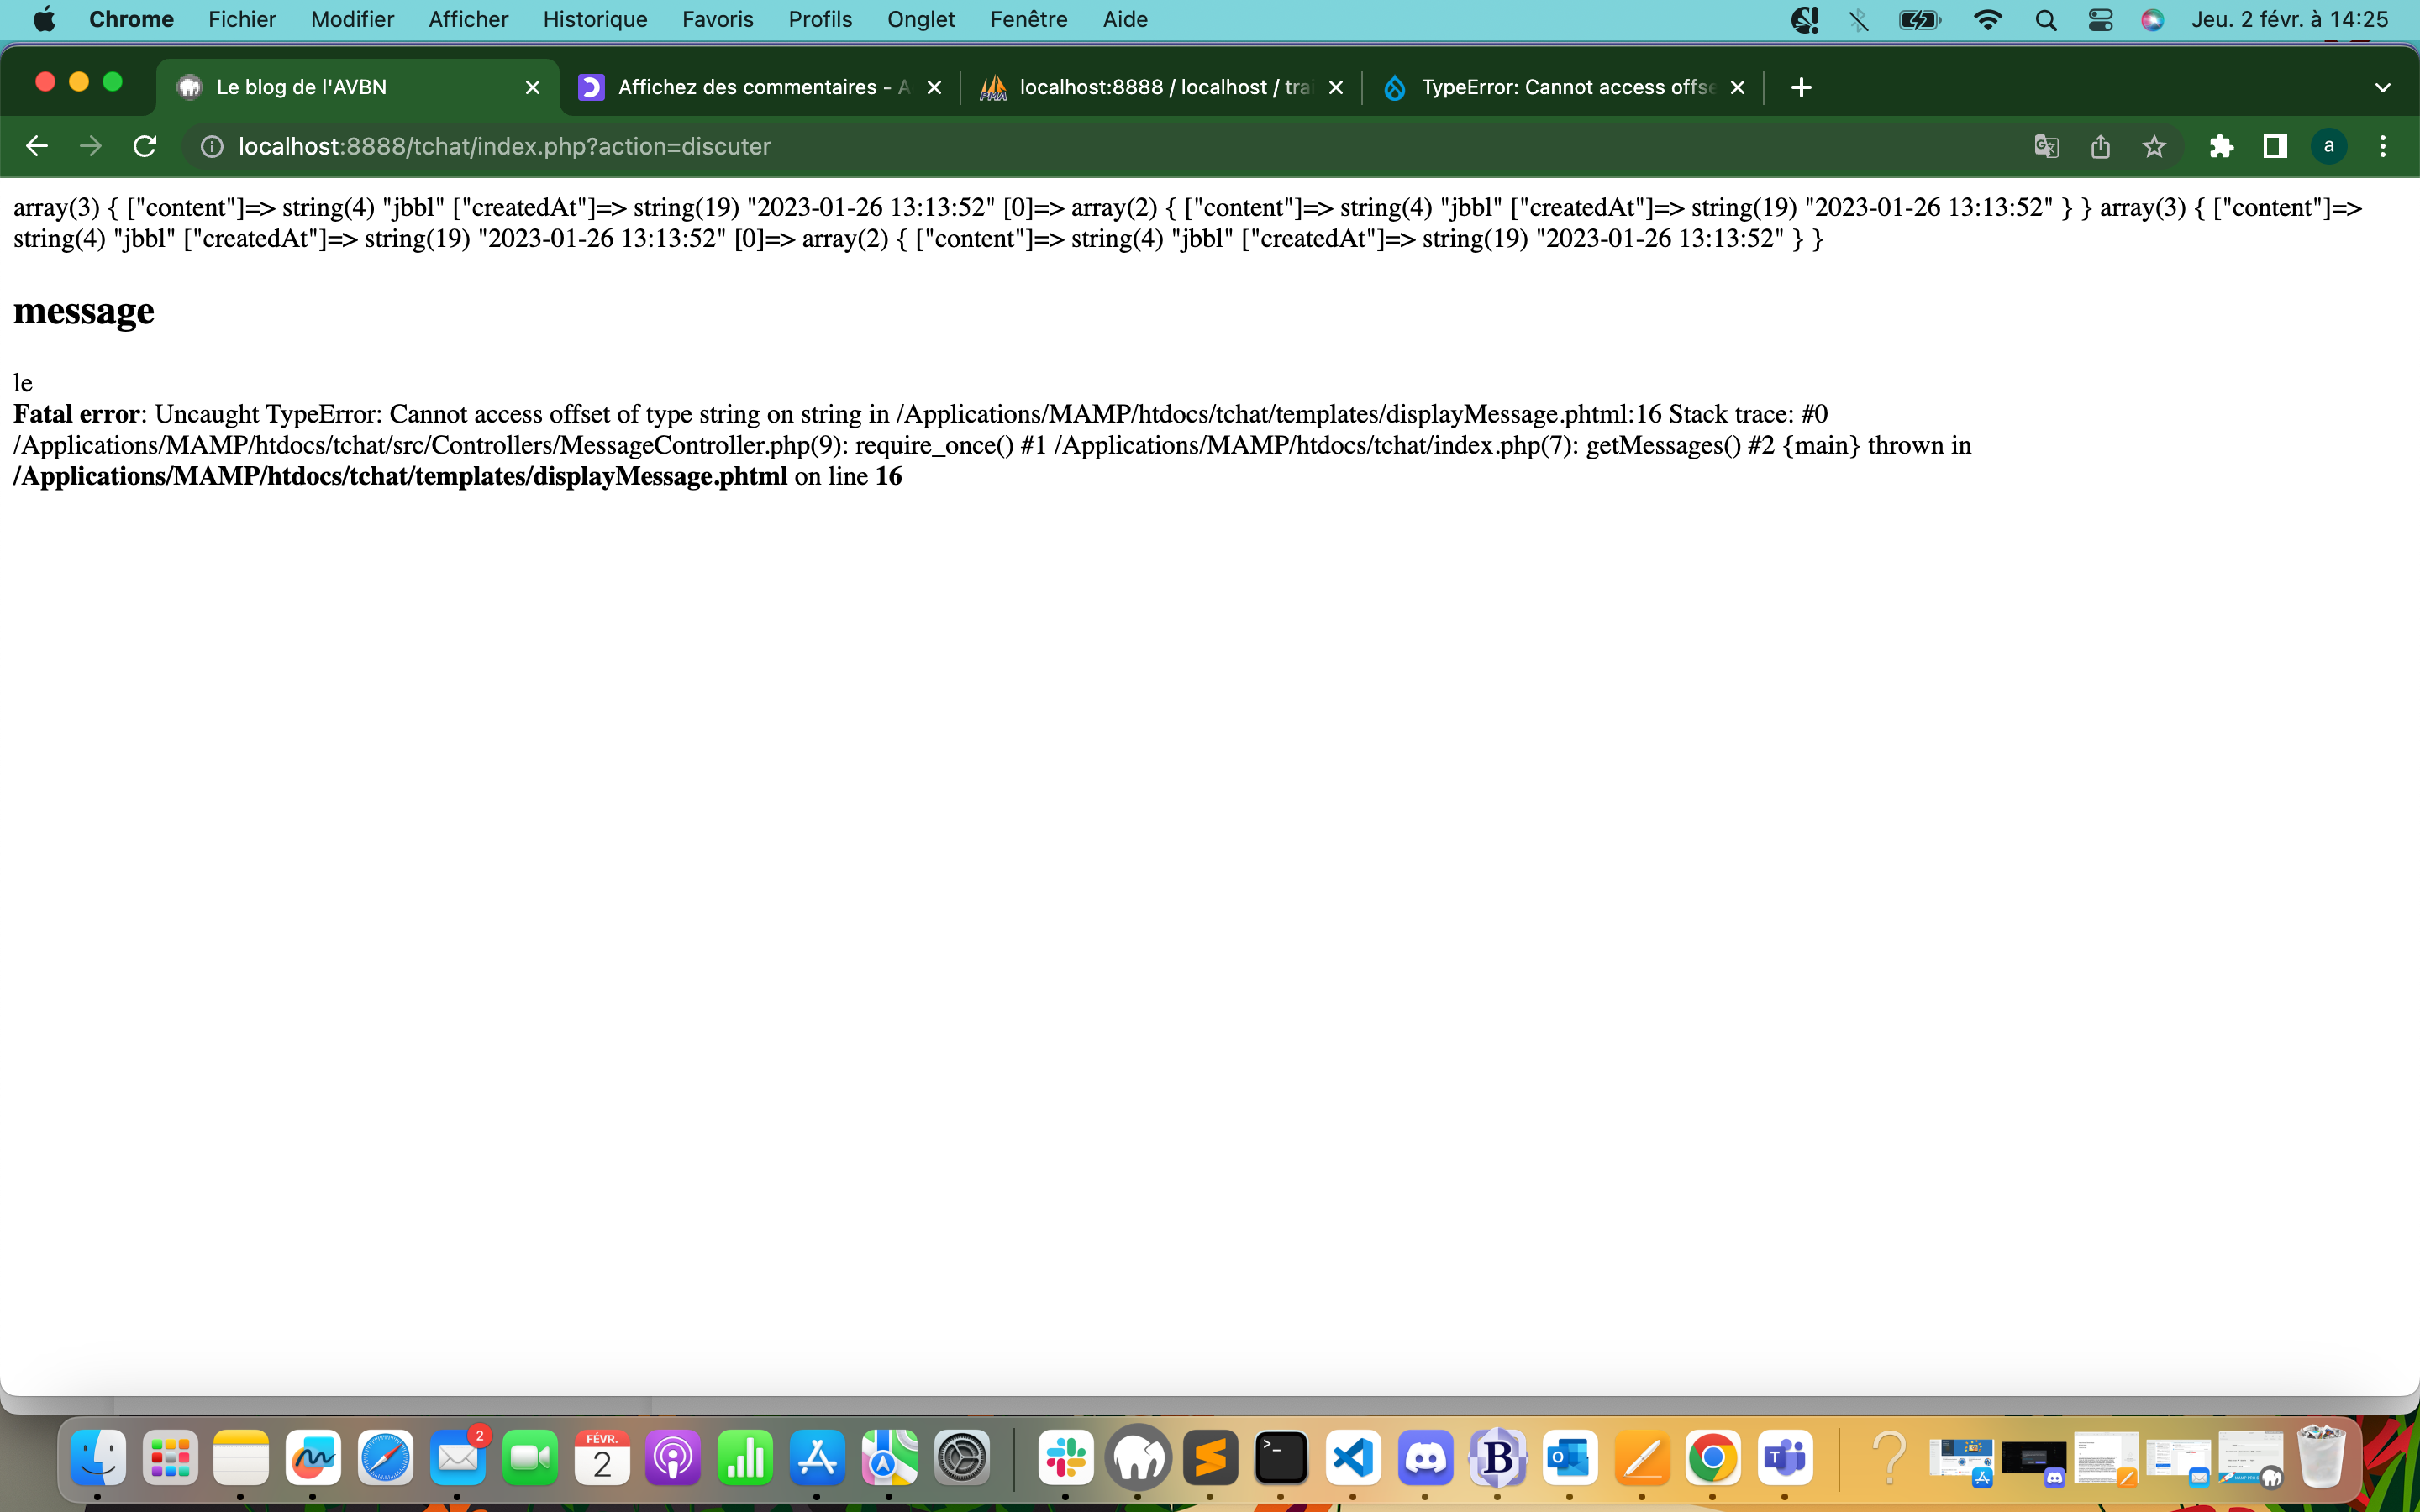 Chrome Fichier Modifier Afficher Historique Favoris Profils Onglet Fenêtre Aide Jeu. 2 févr. à 14:25
Le blog de l'AVBN Affichez des commentaires - A localhost:8888 / localhost / trai TypeError: Cannot access offse
localhost:8888/tchat/index.php?action=discuter a
array(3) { ["content"]=> string(4) "jbbl" ["createdAt"]=> string(19) "2023-01-26 13:13:52" [0]=> array(2) { ["content"]=> string(4) "jbbl" ["createdAt"]=> string(19) "2023-01-26 13:13:52" } } array(3) { ["content"]=>
string(4) "jbbl" ["createdAt"]=> string(19) "2023-01-26 13:13:52" [0]=> array(2) { ["content"]=> string(4) "jbbl" ["createdAt"]=> string(19) "2023-01-26 13:13:52" } }
message
le
Fatal error: Uncaught TypeError: Cannot access offset of type string on string in /Applications/MAMP/htdocs/tchat/templates/displayMessage.phtml:16 Stack trace: #0
/Applications/MAMP/htdocs/tchat/src/Controllers/MessageController.php(9): require_once() #1 /Applications/MAMP/htdocs/tchat/index.php(7): getMessages() #2 {main} thrown in
/Applications/MAMP/htdocs/tchat/templates/displayMessage.phtml on line 16
2
FÉVR.
2